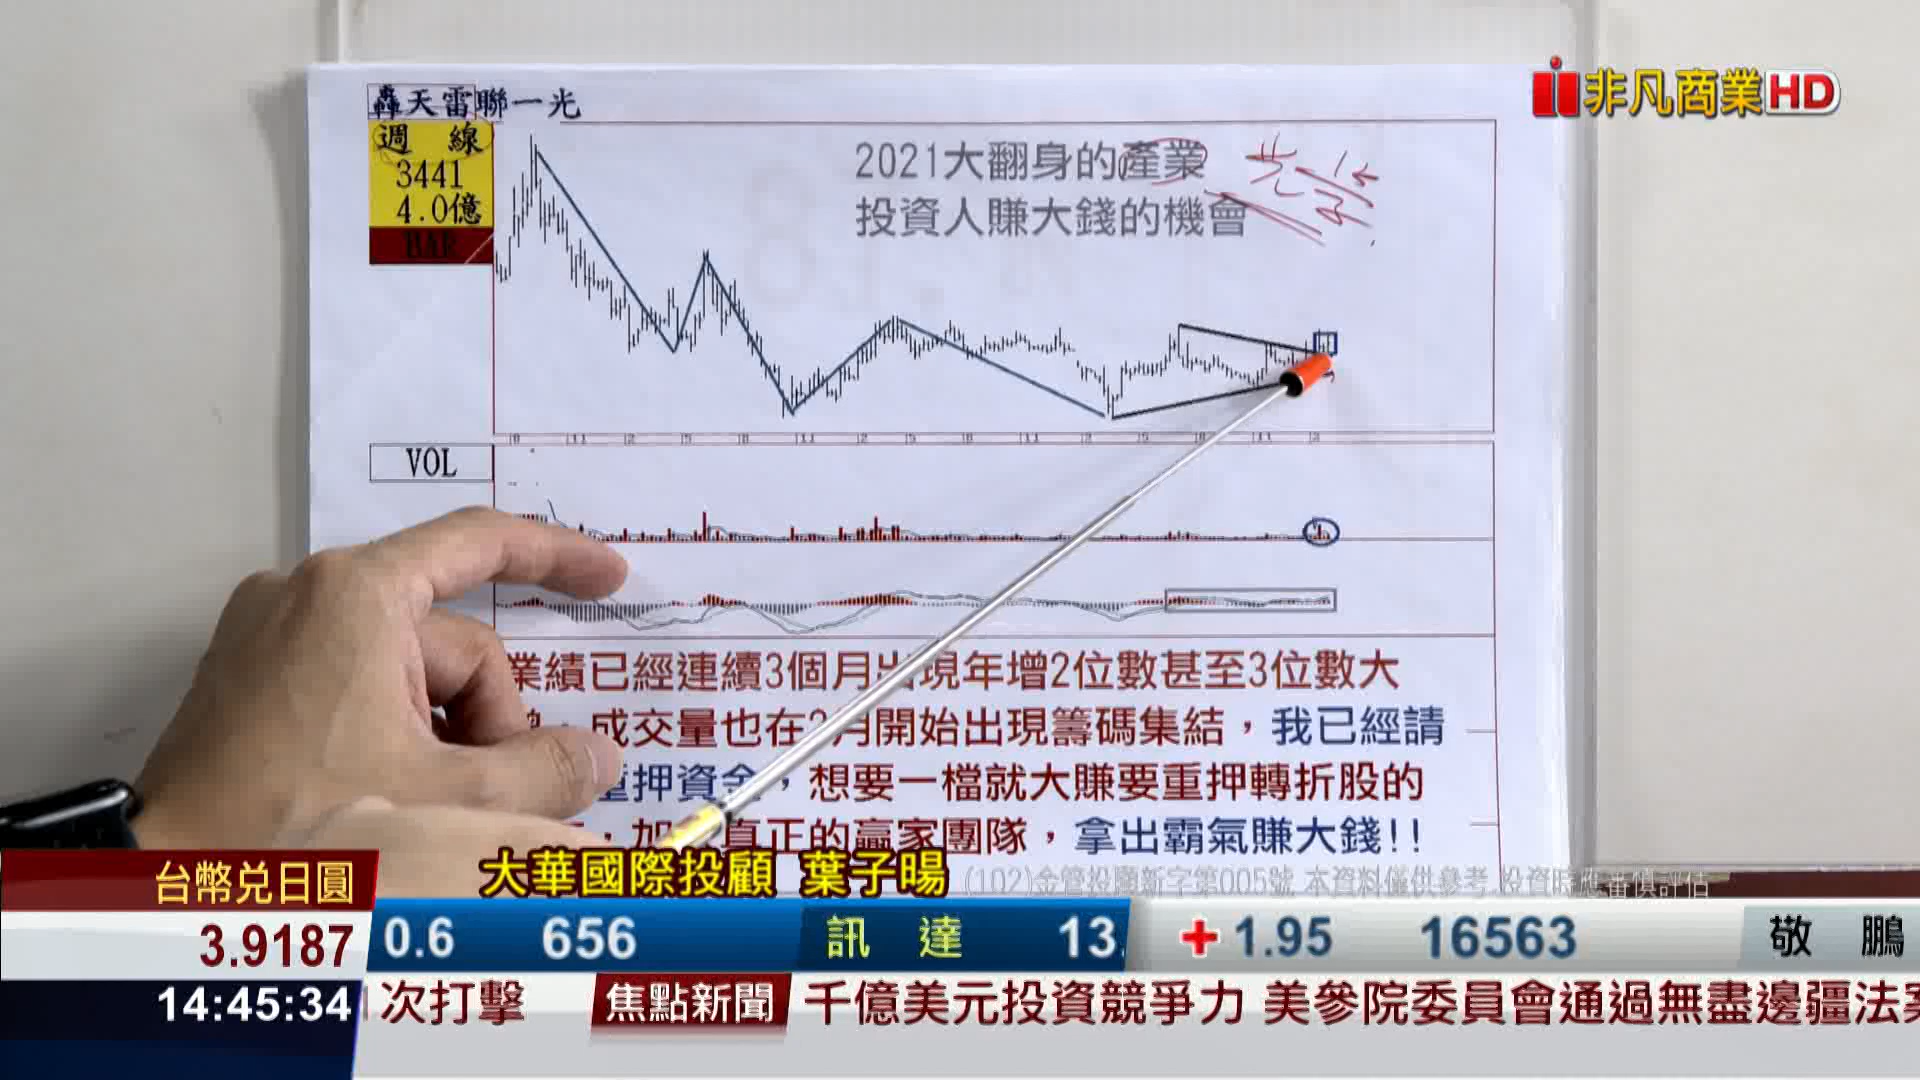 非凡商業HD
轟天雷聯一光
週線
3441
4.0億
BAR
2021大翻身的產業
投資人賺大錢的機會
VOL
業績已經連續3個月出現年增2位數甚至3位數大
成交量也在 月開始出現籌碼集結，我已經請
重押資金，想要一檔就大賺要重押轉折股的
，加 真正的贏家團隊，拿出霸氣賺大錢!!
大華國際投顧 葉子暘
(102)金管投顧新字第005號 本資料僅供參考 投資時應審慎評估
台幣兌日圓
3.9187
0.6 656 訊達 13. +1.95 16563 敬鵬
14:45:34
次打擊 焦點新聞 千億美元投資競爭力 美參院委員會通過無盡邊疆法案